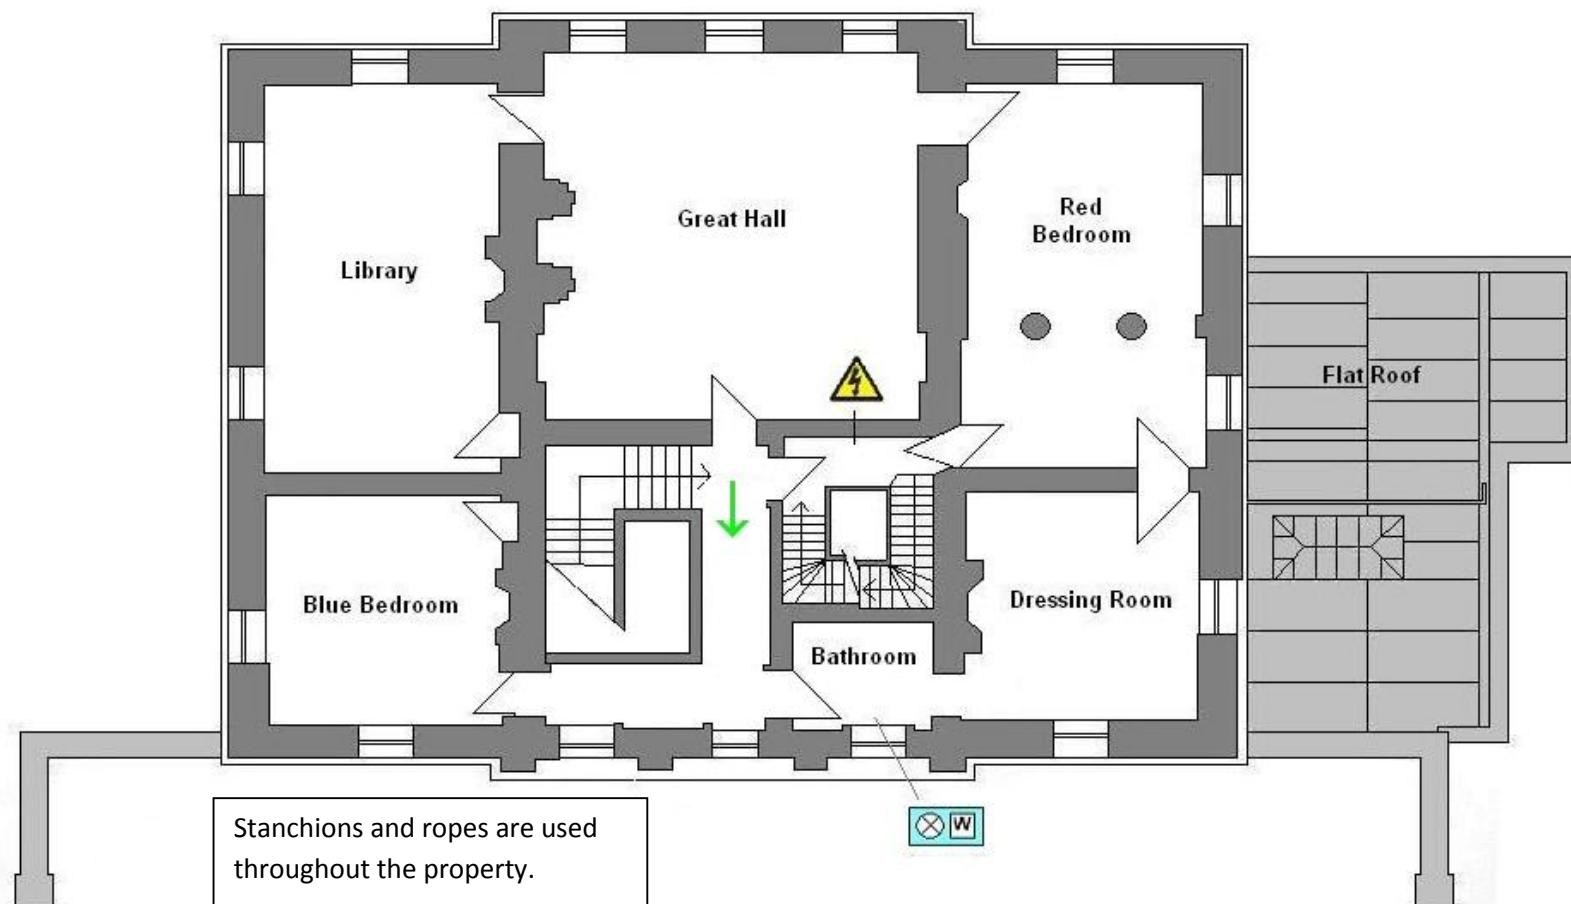 Great Hall
Red
Bedroom
Library
Flat Roof
Blue Bedroom
Dressing Room
Bathroom
W
Stanchions and ropes are used
throughout the property.